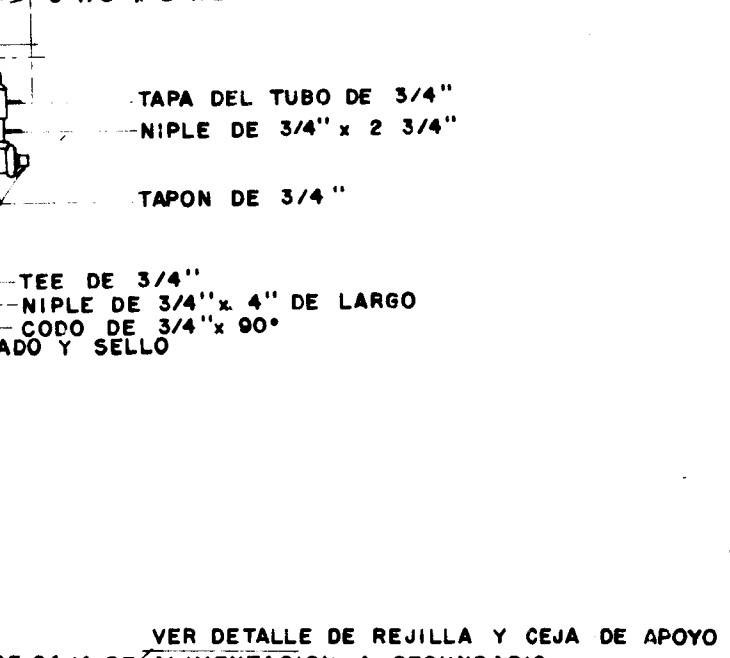 TAPA DEL TUBO DE 3/4"
NIPLE DE 3/4" x 2 3/4"
TAPON DE 3/4"
TEE DE 3/4"
NIPLE DE 3/4" x 4" DE LARGO
CODO DE 3/4" x 90°
ADO Y SELLO
VER DETALLE DE REJILLA Y CEJA DE APOYO